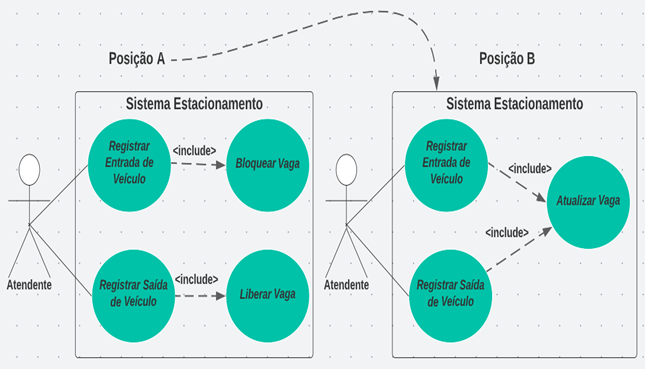 Posição A
Posição B
Sistema Estacionamento
Registrar
Entrada de
Veículo
<include>
Bloquear Vaga
Atendente
Registrar Saída
de Veículo
<include>
Liberar Vaga
Sistema Estacionamento
Registrar
Entrada de
Veículo
<include>
Atualizar Vaga
<include>
Atendente
Registrar Saída
de Veículo